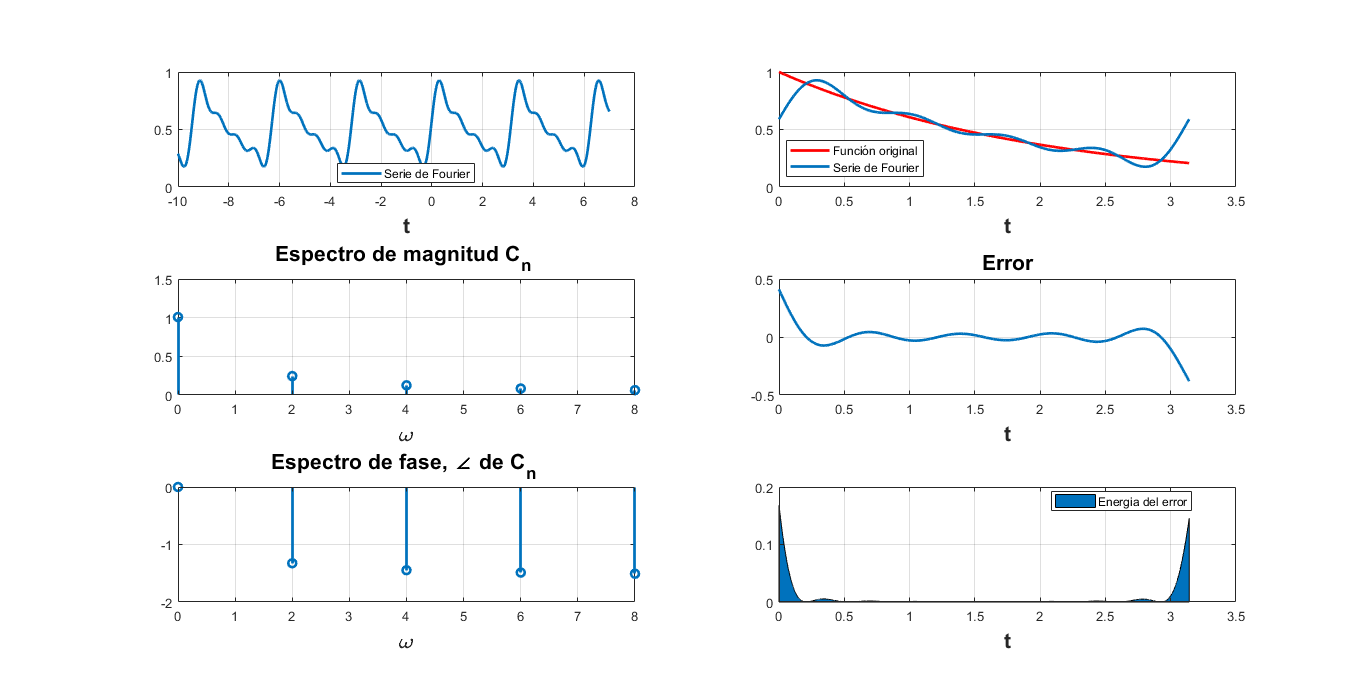 1
0.5
0
-10 -8 -6 -4 -2 0 2 4 6 8
Serie de Fourier
t
1
0.5
0
0 0.5 1 1.5 2 2.5 3 3.5
Función original
Serie de Fourier
t
Espectro de magnitud Cn
1.5
1
0.5
0
0 1 2 3 4 5 6 7 8
ω
Error
0.5
0
-0.5
0 0.5 1 1.5 2 2.5 3 3.5
t
Espectro de fase, ∠ de Cn
0
-1
-2
0 1 2 3 4 5 6 7 8
ω
0.2
0.1
0
0 0.5 1 1.5 2 2.5 3 3.5
Energia del error
t